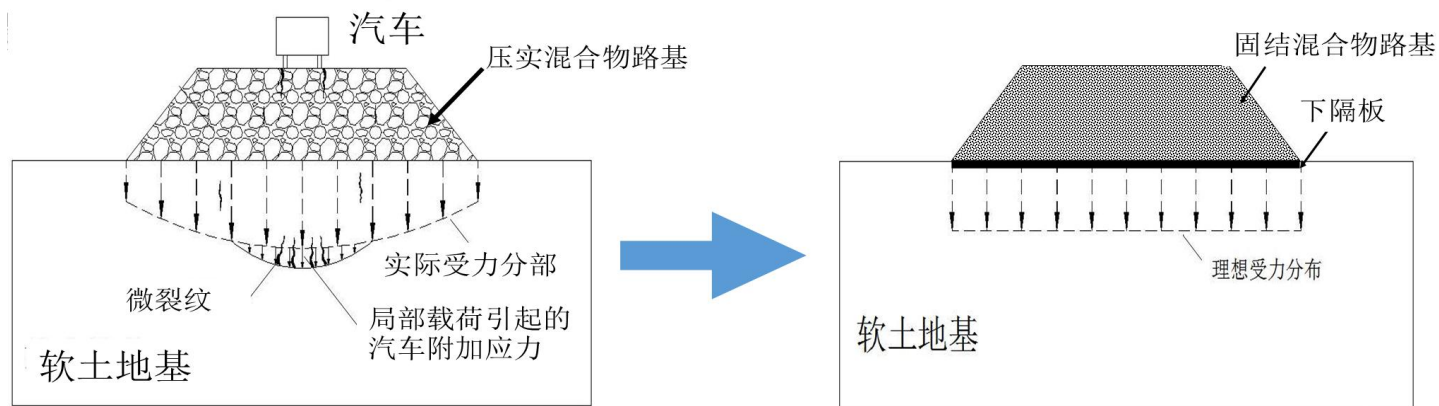 汽车
压实混合物路基
实际受力分部
微裂纹
局部载荷引起的
汽车附加应力
软土地基
固结混合物路基
下隔板
理想受力分布
软土地基